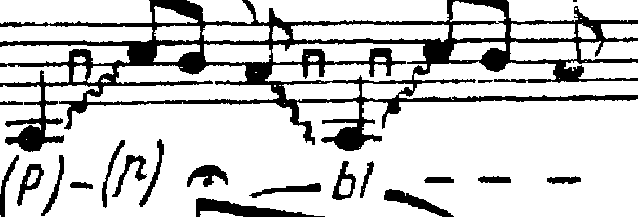 (p)-(p) bl - - -